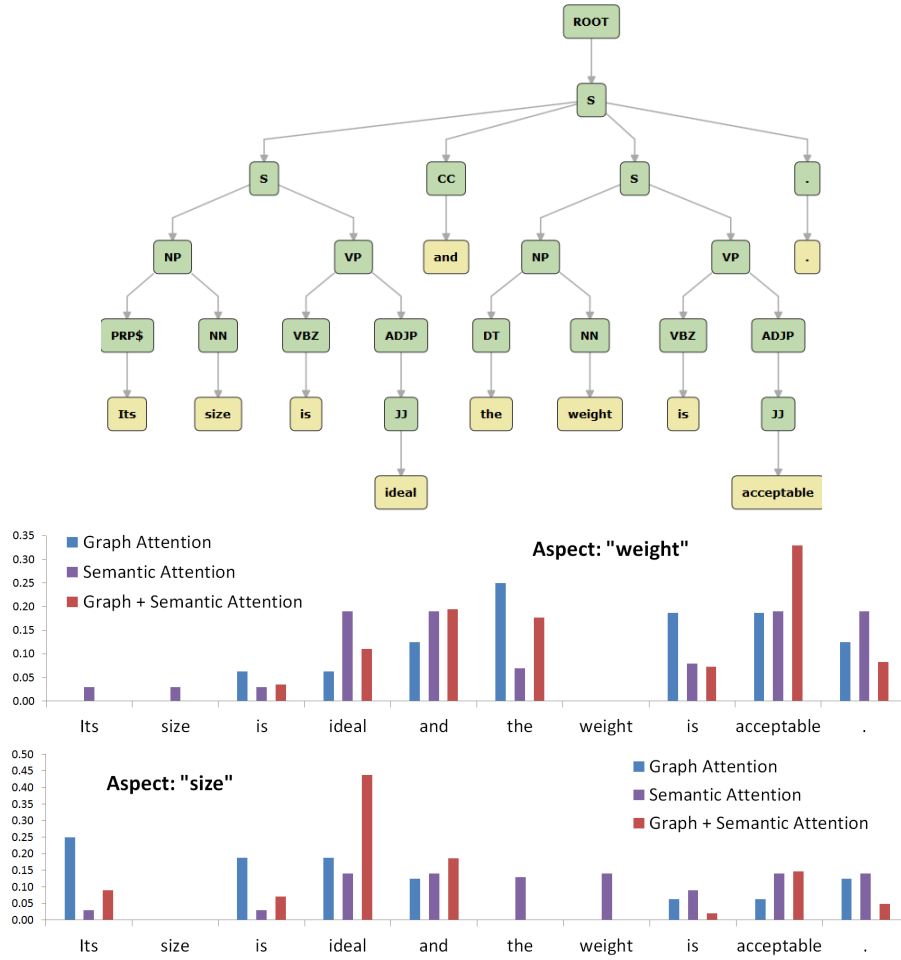 ROOT
S
S CC S .
NP VP and NP VP .
PRP$ NN VBZ ADJP DT NN VBZ ADJP
Its size is JJ the weight is JJ
ideal acceptable
0.35
0.30
0.25
0.20
0.15
0.10
0.05
0.00
Graph Attention
Semantic Attention
Graph + Semantic Attention
Aspect: "weight"
Its size is ideal and the weight is acceptable .
0.50
0.45
0.40
0.35
0.30
0.25
0.20
0.15
0.10
0.05
0.00
Aspect: "size"
Graph Attention
Semantic Attention
Graph + Semantic Attention
Its size is ideal and the weight is acceptable .